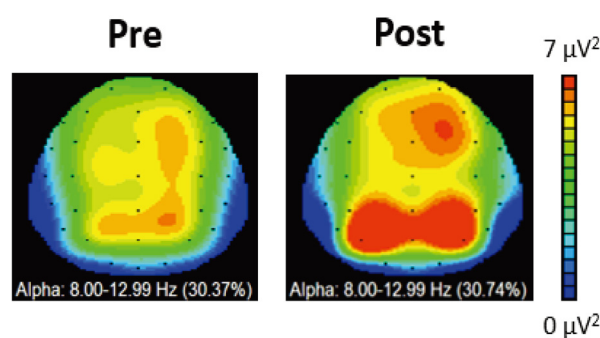 Pre
Post
7 µV²
Alpha: 8.00-12.99 Hz (30.37%)
Alpha: 8.00-12.99 Hz (30.74%)
0 µV²